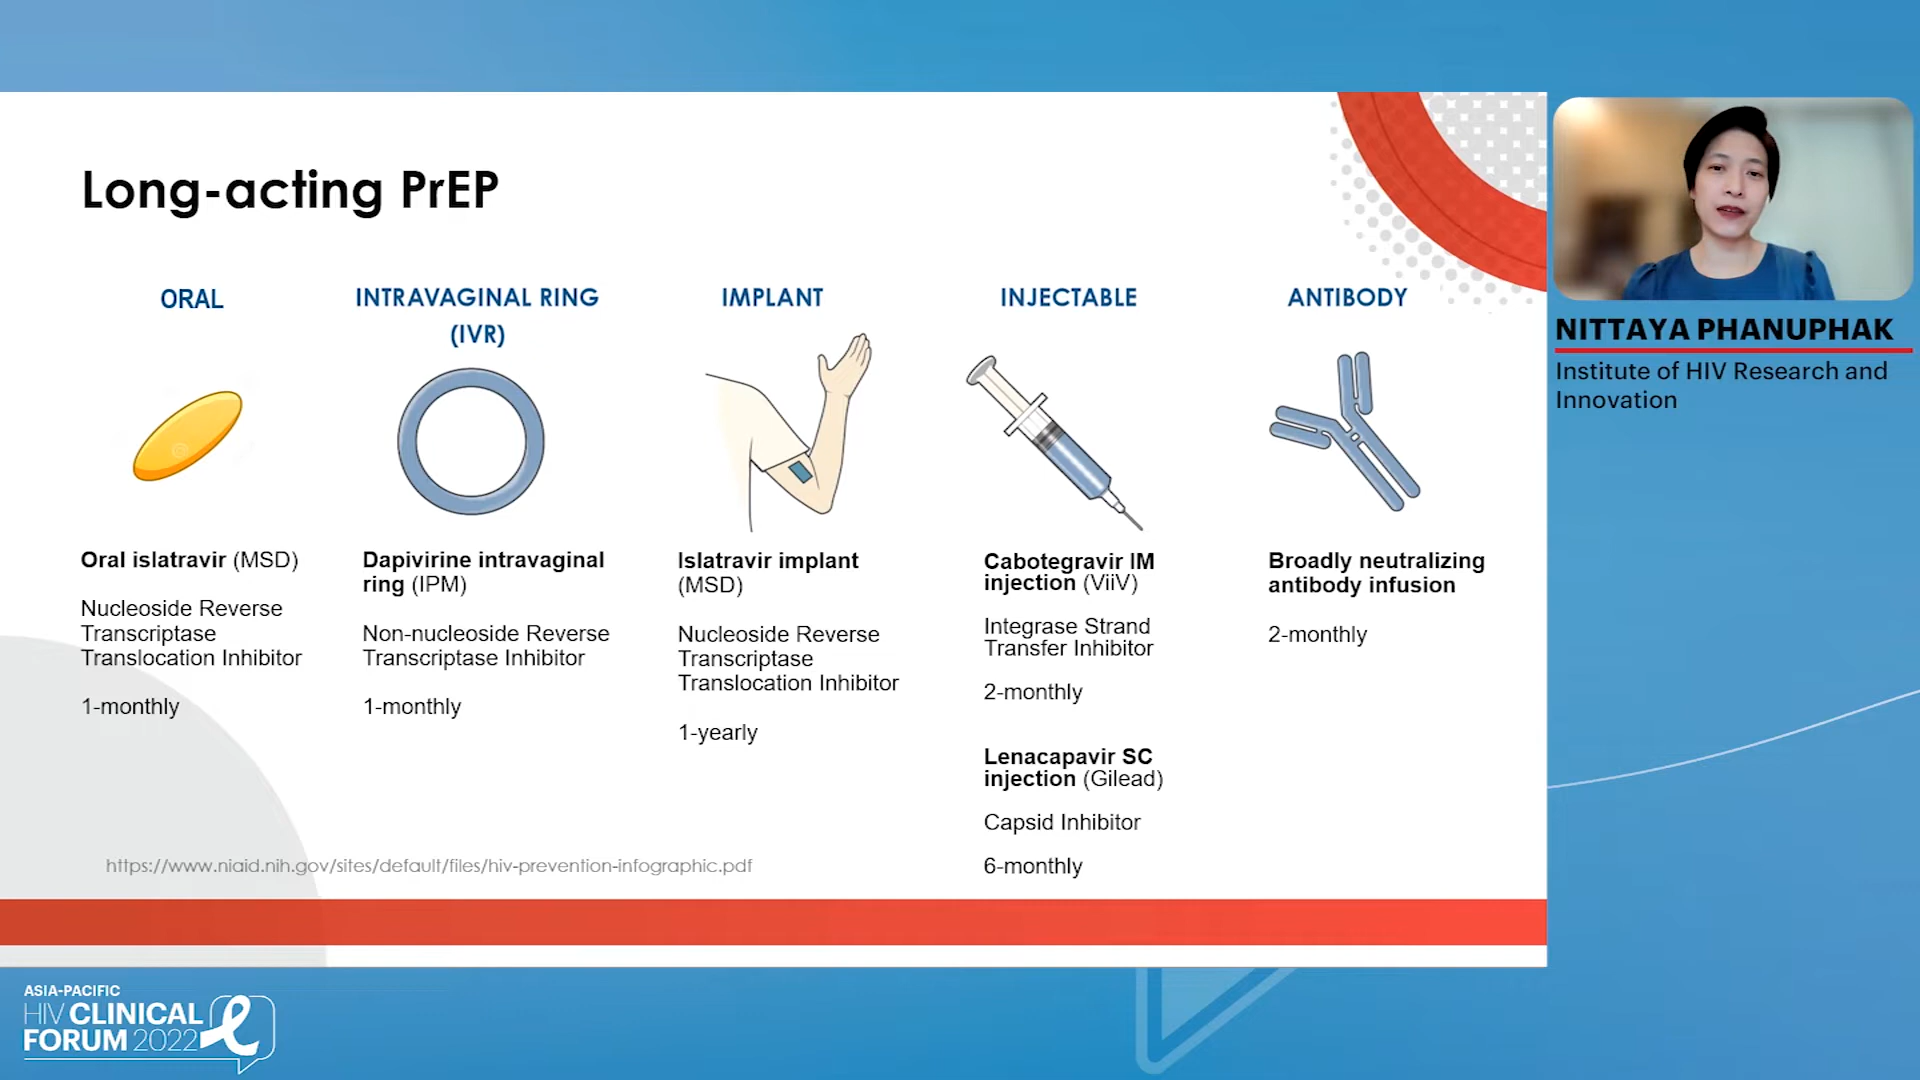 Long-acting PrEP
ORAL
Oral islatravir (MSD)
Nucleoside Reverse
Transcriptase
Translocation Inhibitor
1-monthly
INTRAVAGINAL RING
(IVR)
Dapivirine intravaginal
ring (IPM)
Non-nucleoside Reverse
Transcriptase Inhibitor
1-monthly
IMPLANT
Islatravir implant
(MSD)
Nucleoside Reverse
Transcriptase
Translocation Inhibitor
1-yearly
INJECTABLE
Cabotegravir IM
injection (ViiV)
Integrase Strand
Transfer Inhibitor
2-monthly
Lenacapavir SC
injection (Gilead)
Capsid Inhibitor
6-monthly
ANTIBODY
Broadly neutralizing
antibody infusion
2-monthly
https://www.niaid.nih.gov/sites/default/files/hiv-prevention-infographic.pdf
NITTAYA PHANUPHAK
Institute of HIV Research and
Innovation
ASIA-PACIFIC
HIV CLINICAL
FORUM 2022